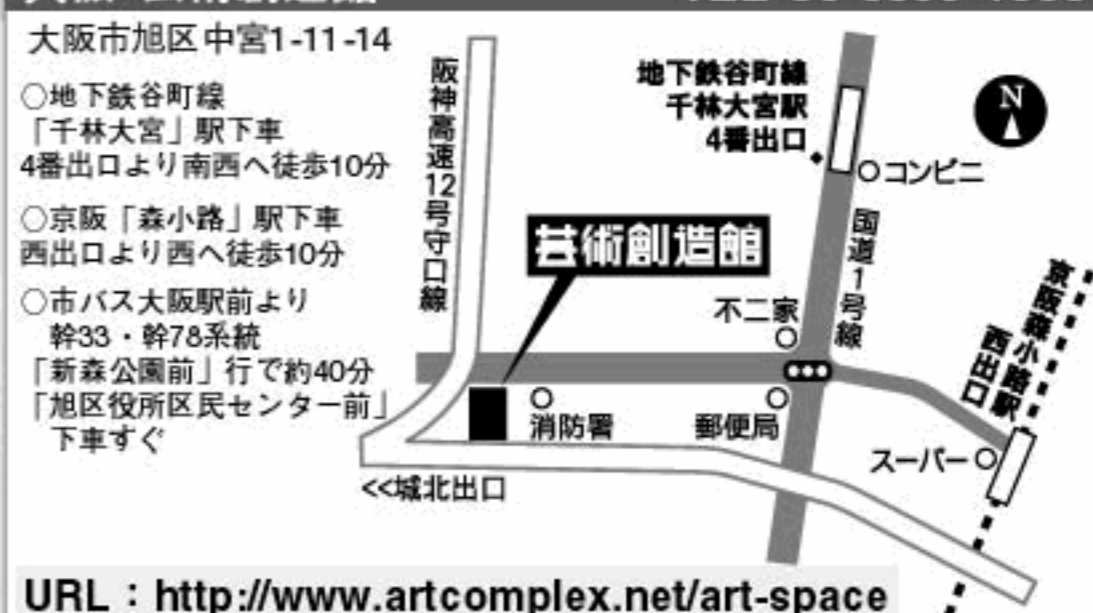 大阪市旭区中宮1-11-14
○地下鉄谷町線
「千林大宮」駅下車
4番出口より南西へ徒歩10分
○京阪「森小路」駅下車
西出口より西へ徒歩10分
○市バス大阪駅前より
幹33・幹78系統
「新森公園前」行で約40分
「旭区役所区民センター前」
下車すぐ
阪神高速12号守口線
地下鉄谷町線
千林大宮駅
4番出口
N
コンビニ
国道1号線
芸術創造館
不二家
京阪森小路駅
西出口
消防署
郵便局
スーパー
<<城北出口
URL：http://www.artcomplex.net/art-space